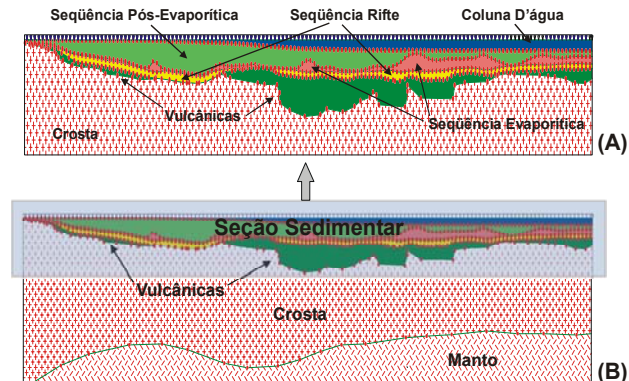 Seqüência Pós-Evaporítica
Seqüência Rifte
Coluna D'água
Vulcânicas
Seqüência Evaporítica
Crosta
(A)
Seção Sedimentar
Vulcânicas
Crosta
Manto
(B)